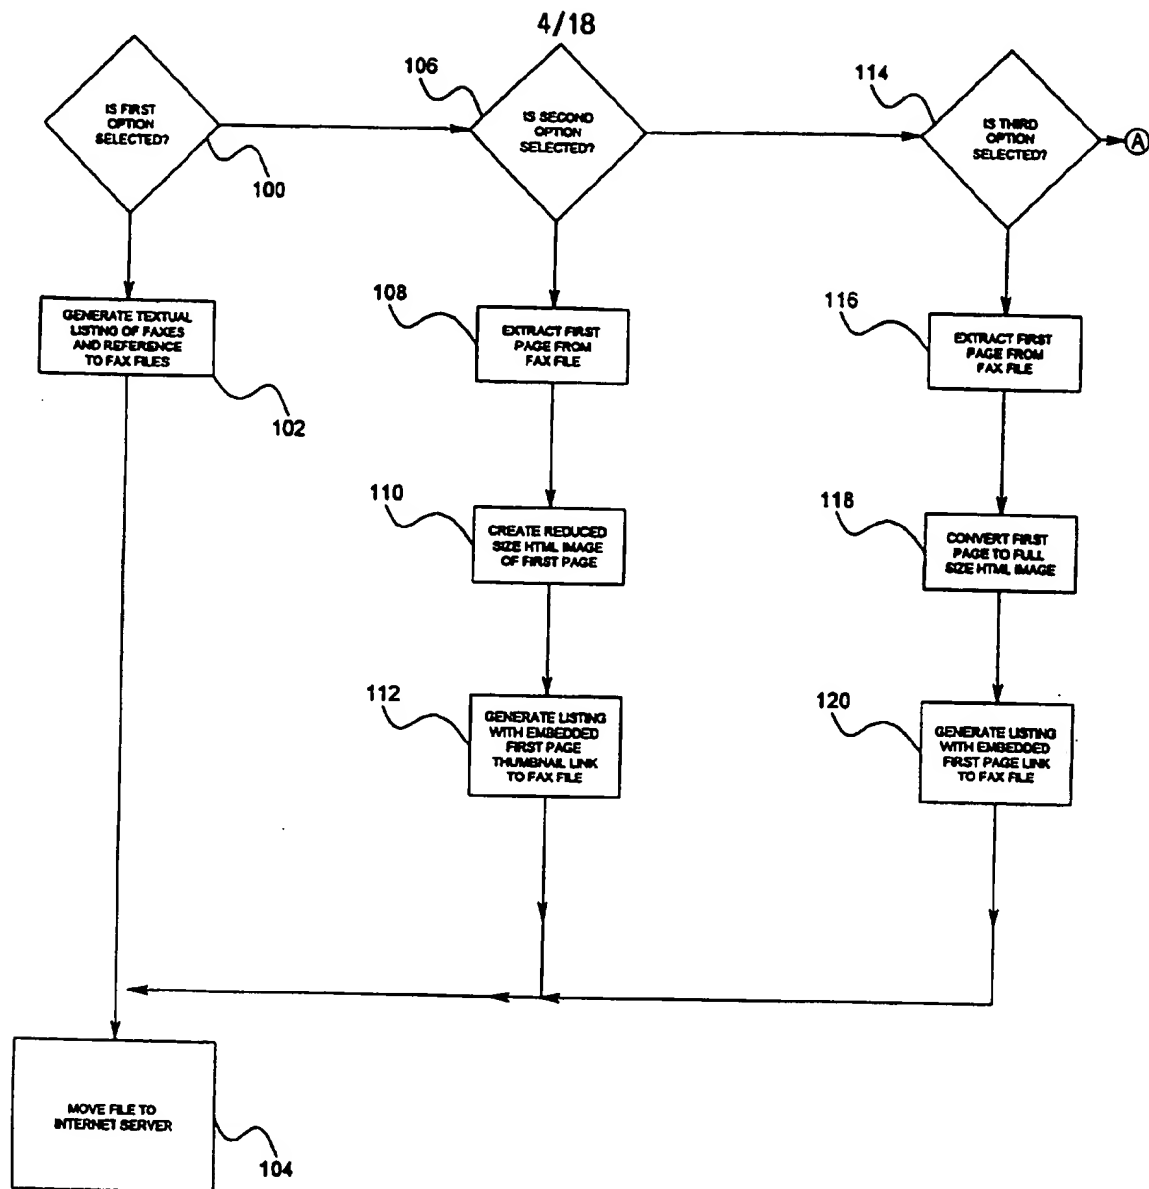 4/18
IS FIRST
OPTION
SELECTED?
100
106
IS SECOND
OPTION
SELECTED?
114
IS THIRD
OPTION
SELECTED?
A
GENERATE TEXTUAL
LISTING OF FAXES
AND REFERENCE
TO FAX FILES
102
108
EXTRACT FIRST
PAGE FROM
FAX FILE
116
EXTRACT FIRST
PAGE FROM
FAX FILE
110
CREATE REDUCED
SIZE HTML IMAGE
OF FIRST PAGE
118
CONVERT FIRST
PAGE TO FULL
SIZE HTML IMAGE
112
GENERATE LISTING
WITH EMBEDDED
FIRST PAGE
THUMBNAIL LINK
TO FAX FILE
120
GENERATE LISTING
WITH EMBEDDED
FIRST PAGE LINK
TO FAX FILE
MOVE FILE TO
INTERNET SERVER
104